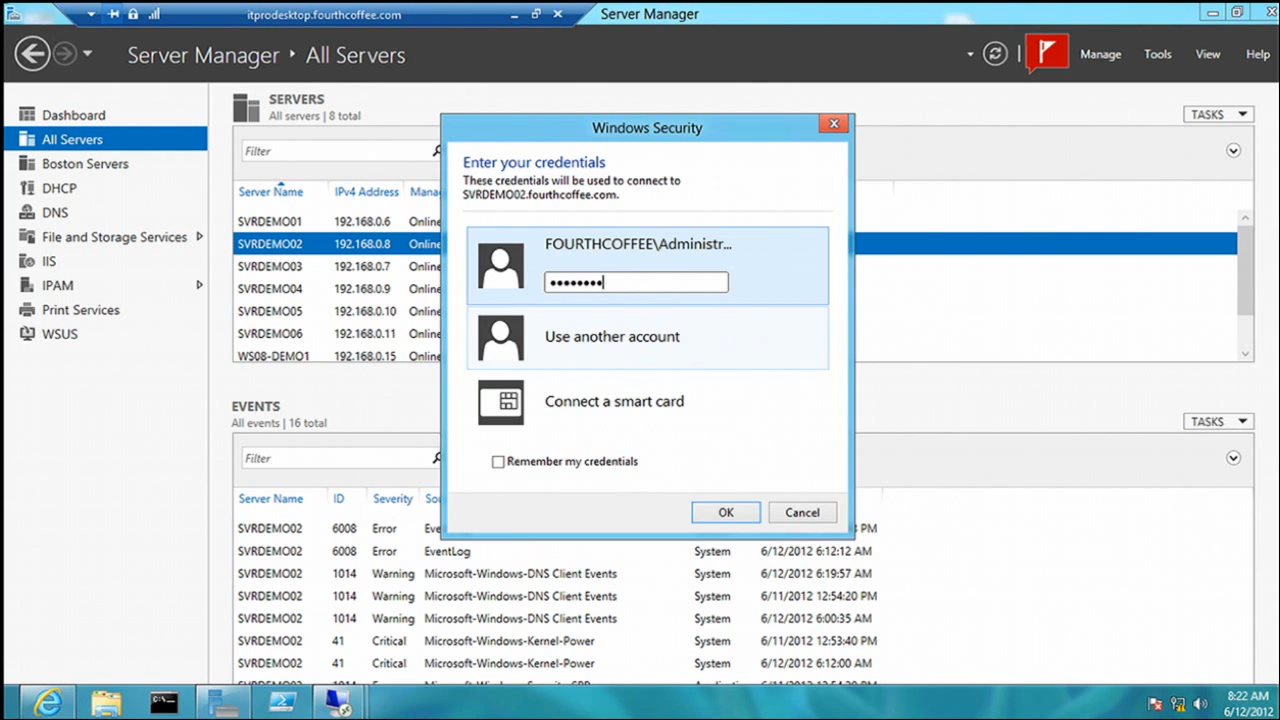 itprodesktop.fourthcoffee.com
Server Manager
Server Manager ‣ All Servers
Manage Tools View Help
Dashboard
All Servers
Boston Servers
DHCP
DNS
File and Storage Services
IIS
IPAM
Print Services
WSUS
SERVERS
All servers | 8 total
TASKS
Filter
Server Name IPv4 Address Mana
SVRDEMO01 192.168.0.6 Online
SVRDEMO02 192.168.0.8 Online
SVRDEMO03 192.168.0.7 Online
SVRDEMO04 192.168.0.9 Online
SVRDEMO05 192.168.0.10 Online
SVRDEMO06 192.168.0.11 Online
WS08-DEMO1 192.168.0.15 Online
Windows Security
Enter your credentials
These credentials will be used to connect to
SVRDEMO02.fourthcoffee.com.
FOURTHCOFFEE\Administr...
••••••••
Use another account
Connect a smart card
Remember my credentials
OK Cancel
EVENTS
All events | 16 total
TASKS
Filter
Server Name ID Severity Sou
SVRDEMO02 6008 Error PM
SVRDEMO02 6008 Error EventLog System 6/12/2012 6:12:12 AM
SVRDEMO02 1014 Warning Microsoft-Windows-DNS Client Events System 6/12/2012 6:19:57 AM
SVRDEMO02 1014 Warning Microsoft-Windows-DNS Client Events System 6/11/2012 12:54:20 PM
SVRDEMO02 1014 Warning Microsoft-Windows-DNS Client Events System 6/12/2012 6:00:35 AM
SVRDEMO02 41 Critical Microsoft-Windows-Kernel-Power System 6/11/2012 12:53:40 PM
SVRDEMO02 41 Critical Microsoft-Windows-Kernel-Power System 6/12/2012 6:12:00 AM
8:22 AM
6/12/2012